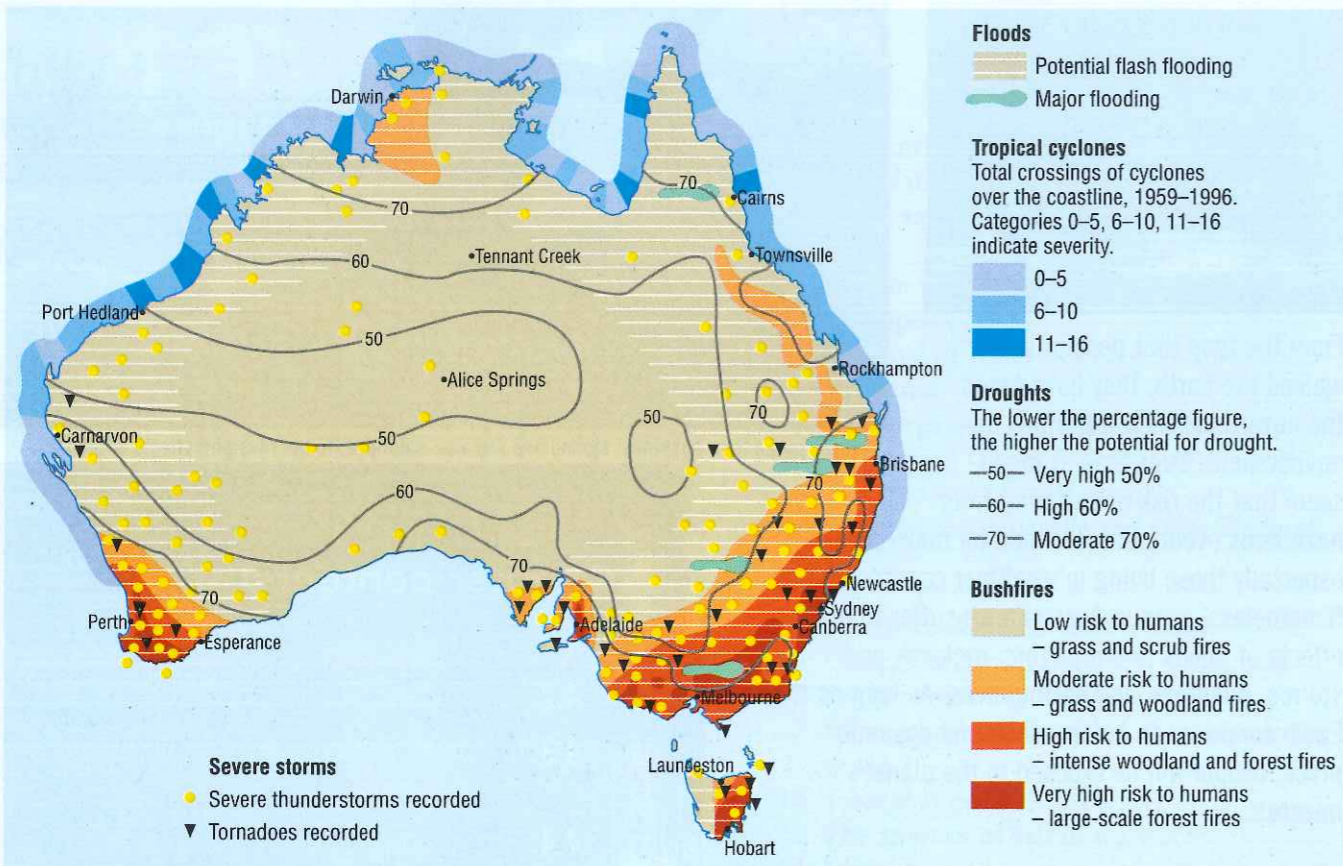 Floods
Potential flash flooding
Major flooding
Tropical cyclones
Total crossings of cyclones
over the coastline, 1959–1996.
Categories 0–5, 6–10, 11–16
indicate severity.
0–5
6–10
11–16
Droughts
The lower the percentage figure,
the higher the potential for drought.
—50— Very high 50%
—60— High 60%
—70— Moderate 70%
Bushfires
Low risk to humans
– grass and scrub fires
Moderate risk to humans
– grass and woodland fires
High risk to humans
– intense woodland and forest fires
Very high risk to humans
– large-scale forest fires
Darwin
70
70
Cairns
Tennant Creek
Townsville
60
Port Hedland
50
Alice Springs
Rockhampton
70
50
Carnarvon
50
Brisbane
70
60
70
Newcastle
Sydney
Canberra
70
Perth
Esperance
Adelaide
Melbourne
Launceston
Hobart
Severe storms
Severe thunderstorms recorded
Tornadoes recorded